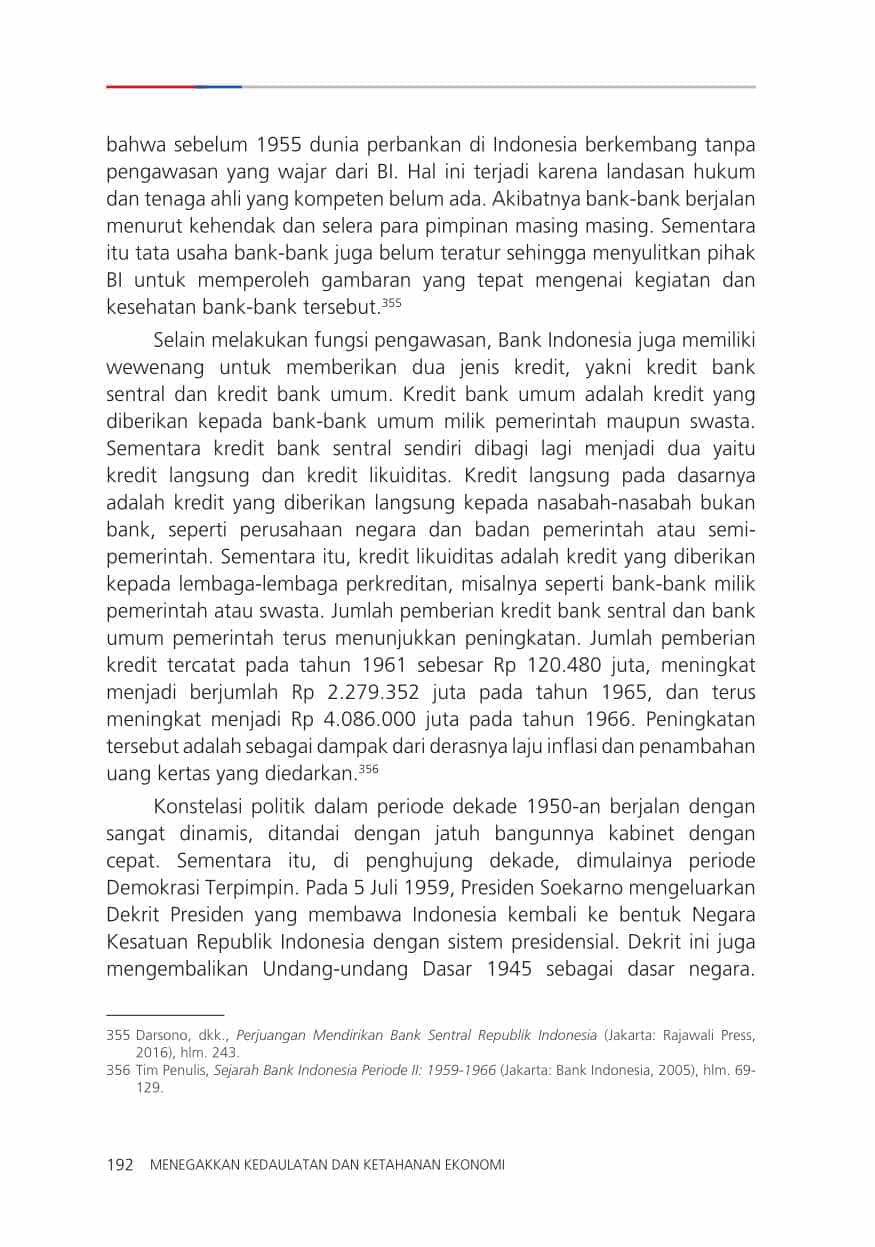 bahwa sebelum 1955 dunia perbankan di Indonesia berkembang tanpa
pengawasan yang wajar dari BI. Hal ini terjadi karena landasan hukum
dan tenaga ahli yang kompeten belum ada. Akibatnya bank-bank berjalan
menurut kehendak dan selera para pimpinan masing masing. Sementara
itu tata usaha bank-bank juga belum teratur sehingga menyulitkan pihak
BI untuk memperoleh gambaran yang tepat mengenai kegiatan dan
kesehatan bank-bank tersebut.355
Selain melakukan fungsi pengawasan, Bank Indonesia juga memiliki
wewenang untuk memberikan dua jenis kredit, yakni kredit bank
sentral dan kredit bank umum. Kredit bank umum adalah kredit yang
diberikan kepada bank-bank umum milik pemerintah maupun swasta.
Sementara kredit bank sentral sendiri dibagi lagi menjadi dua yaitu
kredit langsung dan kredit likuiditas. Kredit langsung pada dasarnya
adalah kredit yang diberikan langsung kepada nasabah-nasabah bukan
bank, seperti perusahaan negara dan badan pemerintah atau semi-
pemerintah. Sementara itu, kredit likuiditas adalah kredit yang diberikan
kepada lembaga-lembaga perkreditan, misalnya seperti bank-bank milik
pemerintah atau swasta. Jumlah pemberian kredit bank sentral dan bank
umum pemerintah terus menunjukkan peningkatan. Jumlah pemberian
kredit tercatat pada tahun 1961 sebesar Rp 120.480 juta, meningkat
menjadi berjumlah Rp 2.279.352 juta pada tahun 1965, dan terus
meningkat menjadi Rp 4.086.000 juta pada tahun 1966. Peningkatan
tersebut adalah sebagai dampak dari derasnya laju inflasi dan penambahan
uang kertas yang diedarkan.356
Konstelasi politik dalam periode dekade 1950-an berjalan dengan
sangat dinamis, ditandai dengan jatuh bangunnya kabinet dengan
cepat. Sementara itu, di penghujung dekade, dimulainya periode
Demokrasi Terpimpin. Pada 5 Juli 1959, Presiden Soekarno mengeluarkan
Dekrit Presiden yang membawa Indonesia kembali ke bentuk Negara
Kesatuan Republik Indonesia dengan sistem presidensial. Dekrit ini juga
mengembalikan Undang-undang Dasar 1945 sebagai dasar negara.
355 Darsono, dkk., Perjuangan Mendirikan Bank Sentral Republik Indonesia (Jakarta: Rajawali Press,
2016), hlm. 243.
356 Tim Penulis, Sejarah Bank Indonesia Periode II: 1959-1966 (Jakarta: Bank Indonesia, 2005), hlm. 69-
129.
192 MENEGAKKAN KEDAULATAN DAN KETAHANAN EKONOMI